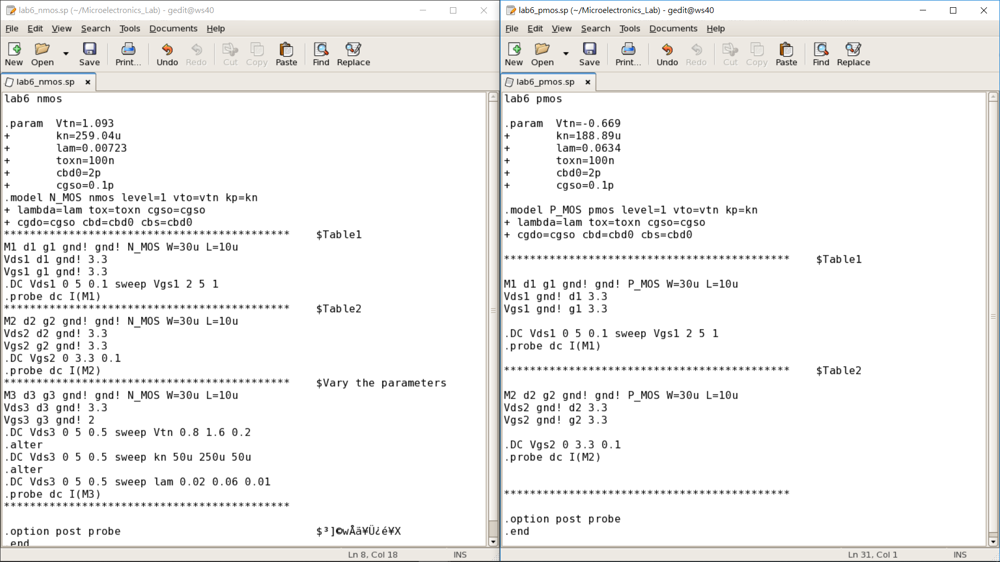 lab6_nmos.sp (~/Microelectronics_Lab) - gedit@ws40
File Edit View Search Tools Documents Help
New Open Save Print... Undo Redo Cut Copy Paste Find Replace
lab6_nmos.sp
lab6 nmos
.param  Vtn=1.093
+       kn=259.04u
+       lam=0.00723
+       toxn=100n
+       cbd0=2p
+       cgso=0.1p
.model N_MOS nmos level=1 vto=vtn kp=kn
+ lambda=lam tox=toxn cgso=cgso
+ cgdo=cgso cbd=cbd0 cbs=cbd0
********************************************    $Table1
M1 d1 g1 gnd! gnd! N_MOS W=30u L=10u
Vds1 d1 gnd! 3.3
Vgs1 g1 gnd! 3.3
.DC Vds1 0 5 0.1 sweep Vgs1 2 5 1
.probe dc I(M1)
********************************************    $Table2
M2 d2 g2 gnd! gnd! N_MOS W=30u L=10u
Vds2 d2 gnd! 3.3
Vgs2 g2 gnd! 3.3
.DC Vgs2 0 3.3 0.1
.probe dc I(M2)
********************************************    $Vary the parameters
M3 d3 g3 gnd! gnd! N_MOS W=30u L=10u
Vds3 d3 gnd! 3.3
Vgs3 g3 gnd! 2
.DC Vds3 0 5 0.5 sweep Vtn 0.8 1.6 0.2
.alter
.DC Vds3 0 5 0.5 sweep kn 50u 250u 50u
.alter
.DC Vds3 0 5 0.5 sweep lam 0.02 0.06 0.01
.probe dc I(M3)
********************************************
.option post probe                              $³]©wÅã¥Ü¿é¥X
.end
Ln 8, Col 18 INS
lab6_pmos.sp (~/Microelectronics_Lab) - gedit@ws40
File Edit View Search Tools Documents Help
New Open Save Print... Undo Redo Cut Copy Paste Find Replace
lab6_pmos.sp
lab6 pmos
.param  Vtn=-0.669
+       kn=188.89u
+       lam=0.0634
+       toxn=100n
+       cbd0=2p
+       cgso=0.1p
.model P_MOS pmos level=1 vto=vtn kp=kn
+ lambda=lam tox=toxn cgso=cgso
+ cgdo=cgso cbd=cbd0 cbs=cbd0
********************************************    $Table1
M1 d1 g1 gnd! gnd! P_MOS W=30u L=10u
Vds1 gnd! d1 3.3
Vgs1 gnd! g1 3.3
.DC Vds1 0 5 0.1 sweep Vgs1 2 5 1
.probe dc I(M1)
********************************************    $Table2
M2 d2 g2 gnd! gnd! P_MOS W=30u L=10u
Vds2 gnd! d2 3.3
Vgs2 gnd! g2 3.3
.DC Vgs2 0 3.3 0.1
.probe dc I(M2)
********************************************
.option post probe
.end
Ln 31, Col 1 INS